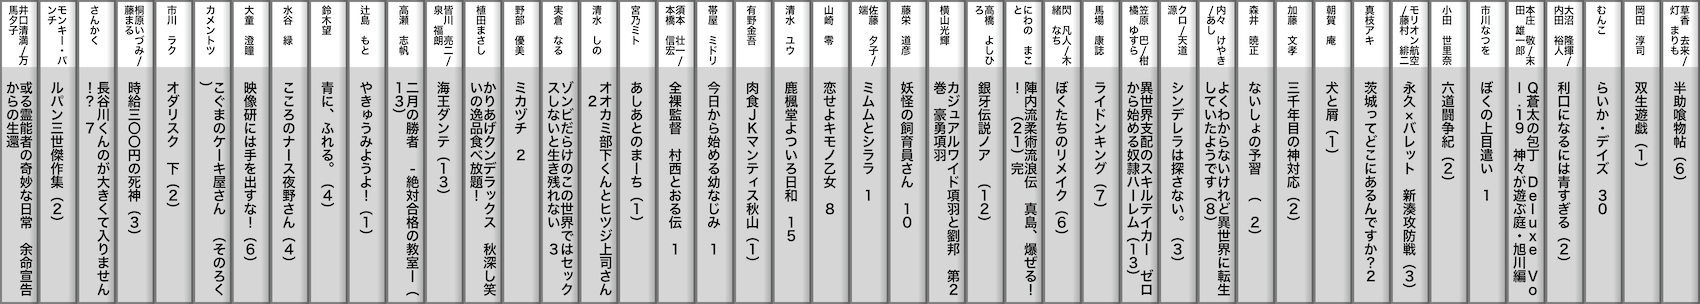 草香 去来/
灯 まりも
半助喰物帖(6)
岡田 淳司
双生遊戯(1)
むんこ
らいか・デイズ 30
大沼 隆揮/
内田 裕人
利口になるには青すぎる(2)
本庄 敬/末
田 雄一郎
Q蒼太の包丁 Deluxe Vo
l.19 神々が遊ぶ庭・旭川編
市川なつを
ぼくの上目遣い 1
小田 世里奈
六道闘争紀(2)
モリオン航空
/藤村 緋二
永久×バレット 新湊攻防戦(3)
真枝アキ
茨城ってどこにあるんですか?2
朝賀 庵
犬と屑(1)
加藤 文孝
三千年目の神対応(2)
森井 暁正
ないしょの予習( 2)
内々 けやき
/あし
よくわからないけれど異世界に転生
していたようです(8)
クロ/天道
源
シンデレラは探さない。(3)
笠原 巴/柑
橘 ゆすら
異世界支配のスキルテイカー ゼロ
から始める奴隷ハーレム(13)
馬場 康誌
ライドンキング(7)
閃 凡人/木
緒 なち
ぼくたちのリメイク(6)
にわの まこ
と
陣内流柔術流浪伝 真島、爆ぜる!
!(21)完
高橋 よしひ
ろ
銀牙伝説ノア (12)
横山光輝
カジュアルワイド項羽と劉邦 第2
巻 豪勇項羽
藤栄 道彦
妖怪の飼育員さん 10
佐藤 夕子/
端
ミムムとシララ 1
山崎 零
恋せよキモノ乙女 8
清水 ユウ
鹿楓堂よついろ日和 15
有野金吾
肉食JKマンティス秋山(1)
帯屋 ミドリ
今日から始める幼なじみ 1
須本 壮一/
本橋 信宏
全裸監督 村西とおる伝 1
宮乃ミト
あしあとのまーち(1)
清水 しの
オオカミ部下くんとヒツジ上司さん
2
実倉 なる
ゾンビだらけのこの世界ではセック
スしないと生き残れない 3
野部 優美
ミカヅチ 2
植田まさし
かりあげクンデラックス 秋深し笑
いの逸品食べ放題!
皆川 亮二/
泉 福朗
海王ダンテ(13)
高瀬 志帆
二月の勝者 -絶対合格の教室-(
13)
辻島 もと
やきゅうみようよ!(1)
鈴木望
青に、ふれる。(4)
水谷 緑
こころのナース夜野さん(4)
大童 澄瞳
映像研には手を出すな!(6)
カメントツ
こぐまのケーキ屋さん (そのろく
)
市川 ラク
オダリスク 下(2)
桐原いづみ/
藤まる
時給三〇〇円の死神(3)
さんかく
長谷川くんのが大きくて入りません
!? 7
モンキー・パ
ンチ
ルパン三世傑作集(2)
井口清満/万
馬夕子
或る霊能者の奇妙な日常 余命宣告
からの生還